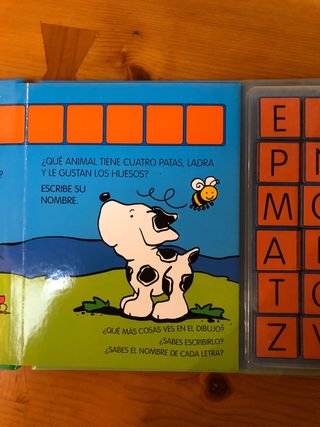 ¿QUÉ ANIMAL TIENE CUATRO PATAS, LADRA
Y LE GUSTAN LOS HUESOS?
ESCRIBE SU
NOMBRE.
¿QUÉ MÁS COSAS VES EN EL DIBUJO?
¿SABES ESCRIBIRLO?
¿SABES EL NOMBRE DE CADA LETRA?
E
P
M
A
T
Z